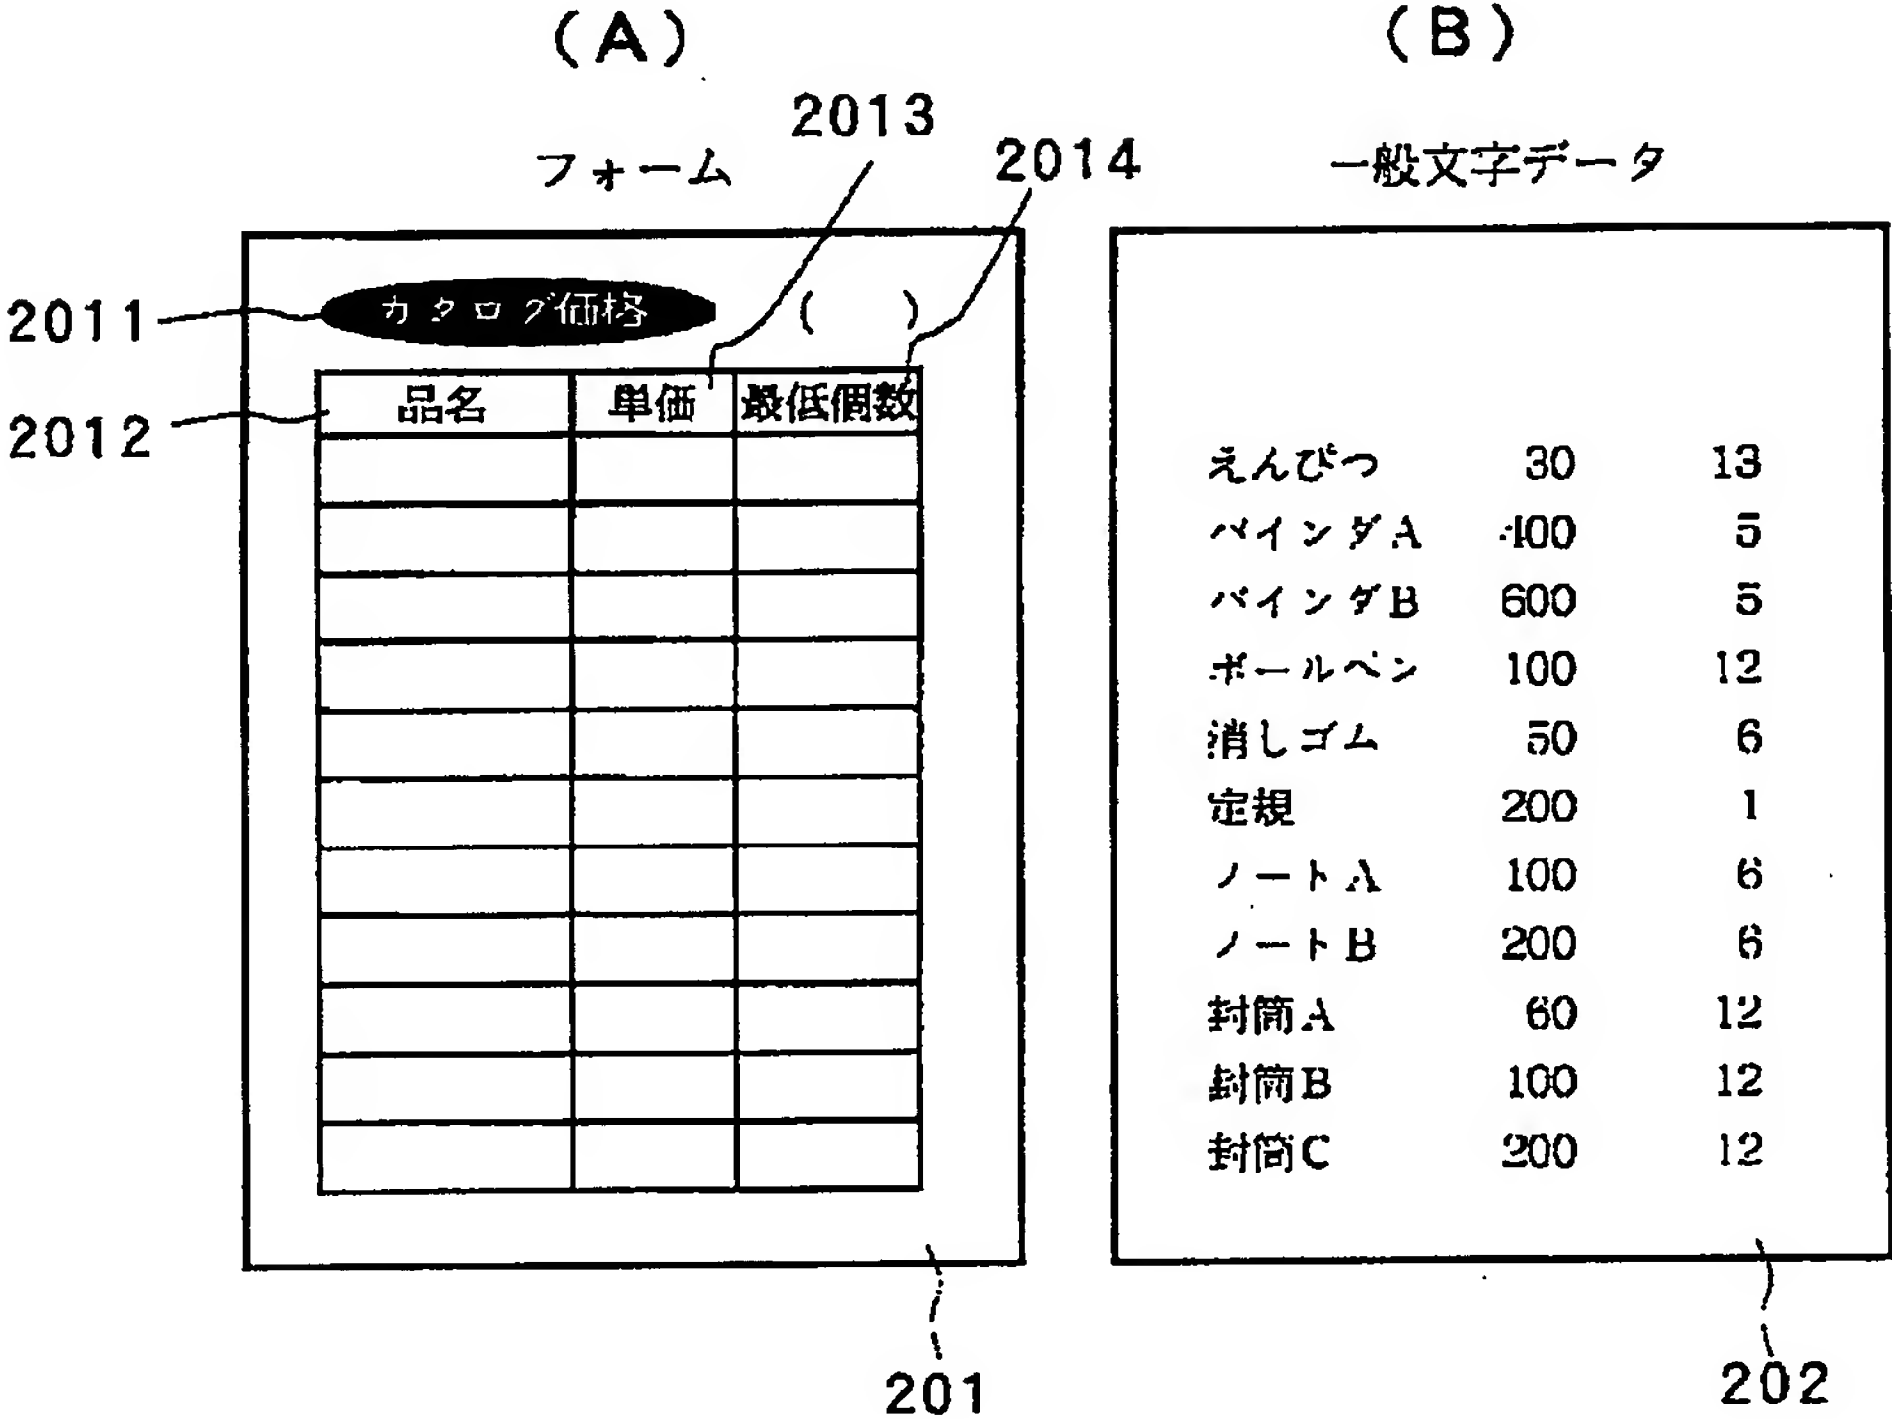 (A)
(B)
2013
2014
フォーム
一般文字データ
2011
カタログ価格 ( )
2012
品名 単価 最低個数
えんぴつ 30 13
バインダA 400 5
バインダB 600 5
ボールペン 100 12
消しゴム 50 6
定規 200 1
ノートA 100 6
ノートB 200 6
封筒A 60 12
封筒B 100 12
封筒C 200 12
201
202